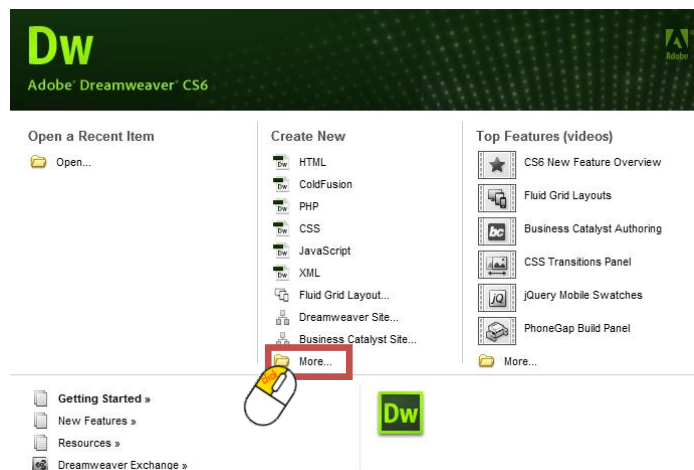 Dw
Adobe® Dreamweaver® CS6
Adobe
Open a Recent Item
Open...
Create New
HTML
ColdFusion
PHP
CSS
JavaScript
XML
Fluid Grid Layout...
Dreamweaver Site...
Business Catalyst Site...
More...
Top Features (videos)
CS6 New Feature Overview
Fluid Grid Layouts
bc
Business Catalyst Authoring
CSS Transitions Panel
jQ
jQuery Mobile Swatches
PhoneGap Build Panel
More...
Getting Started »
New Features »
Resources »
Dreamweaver Exchange »
Dw